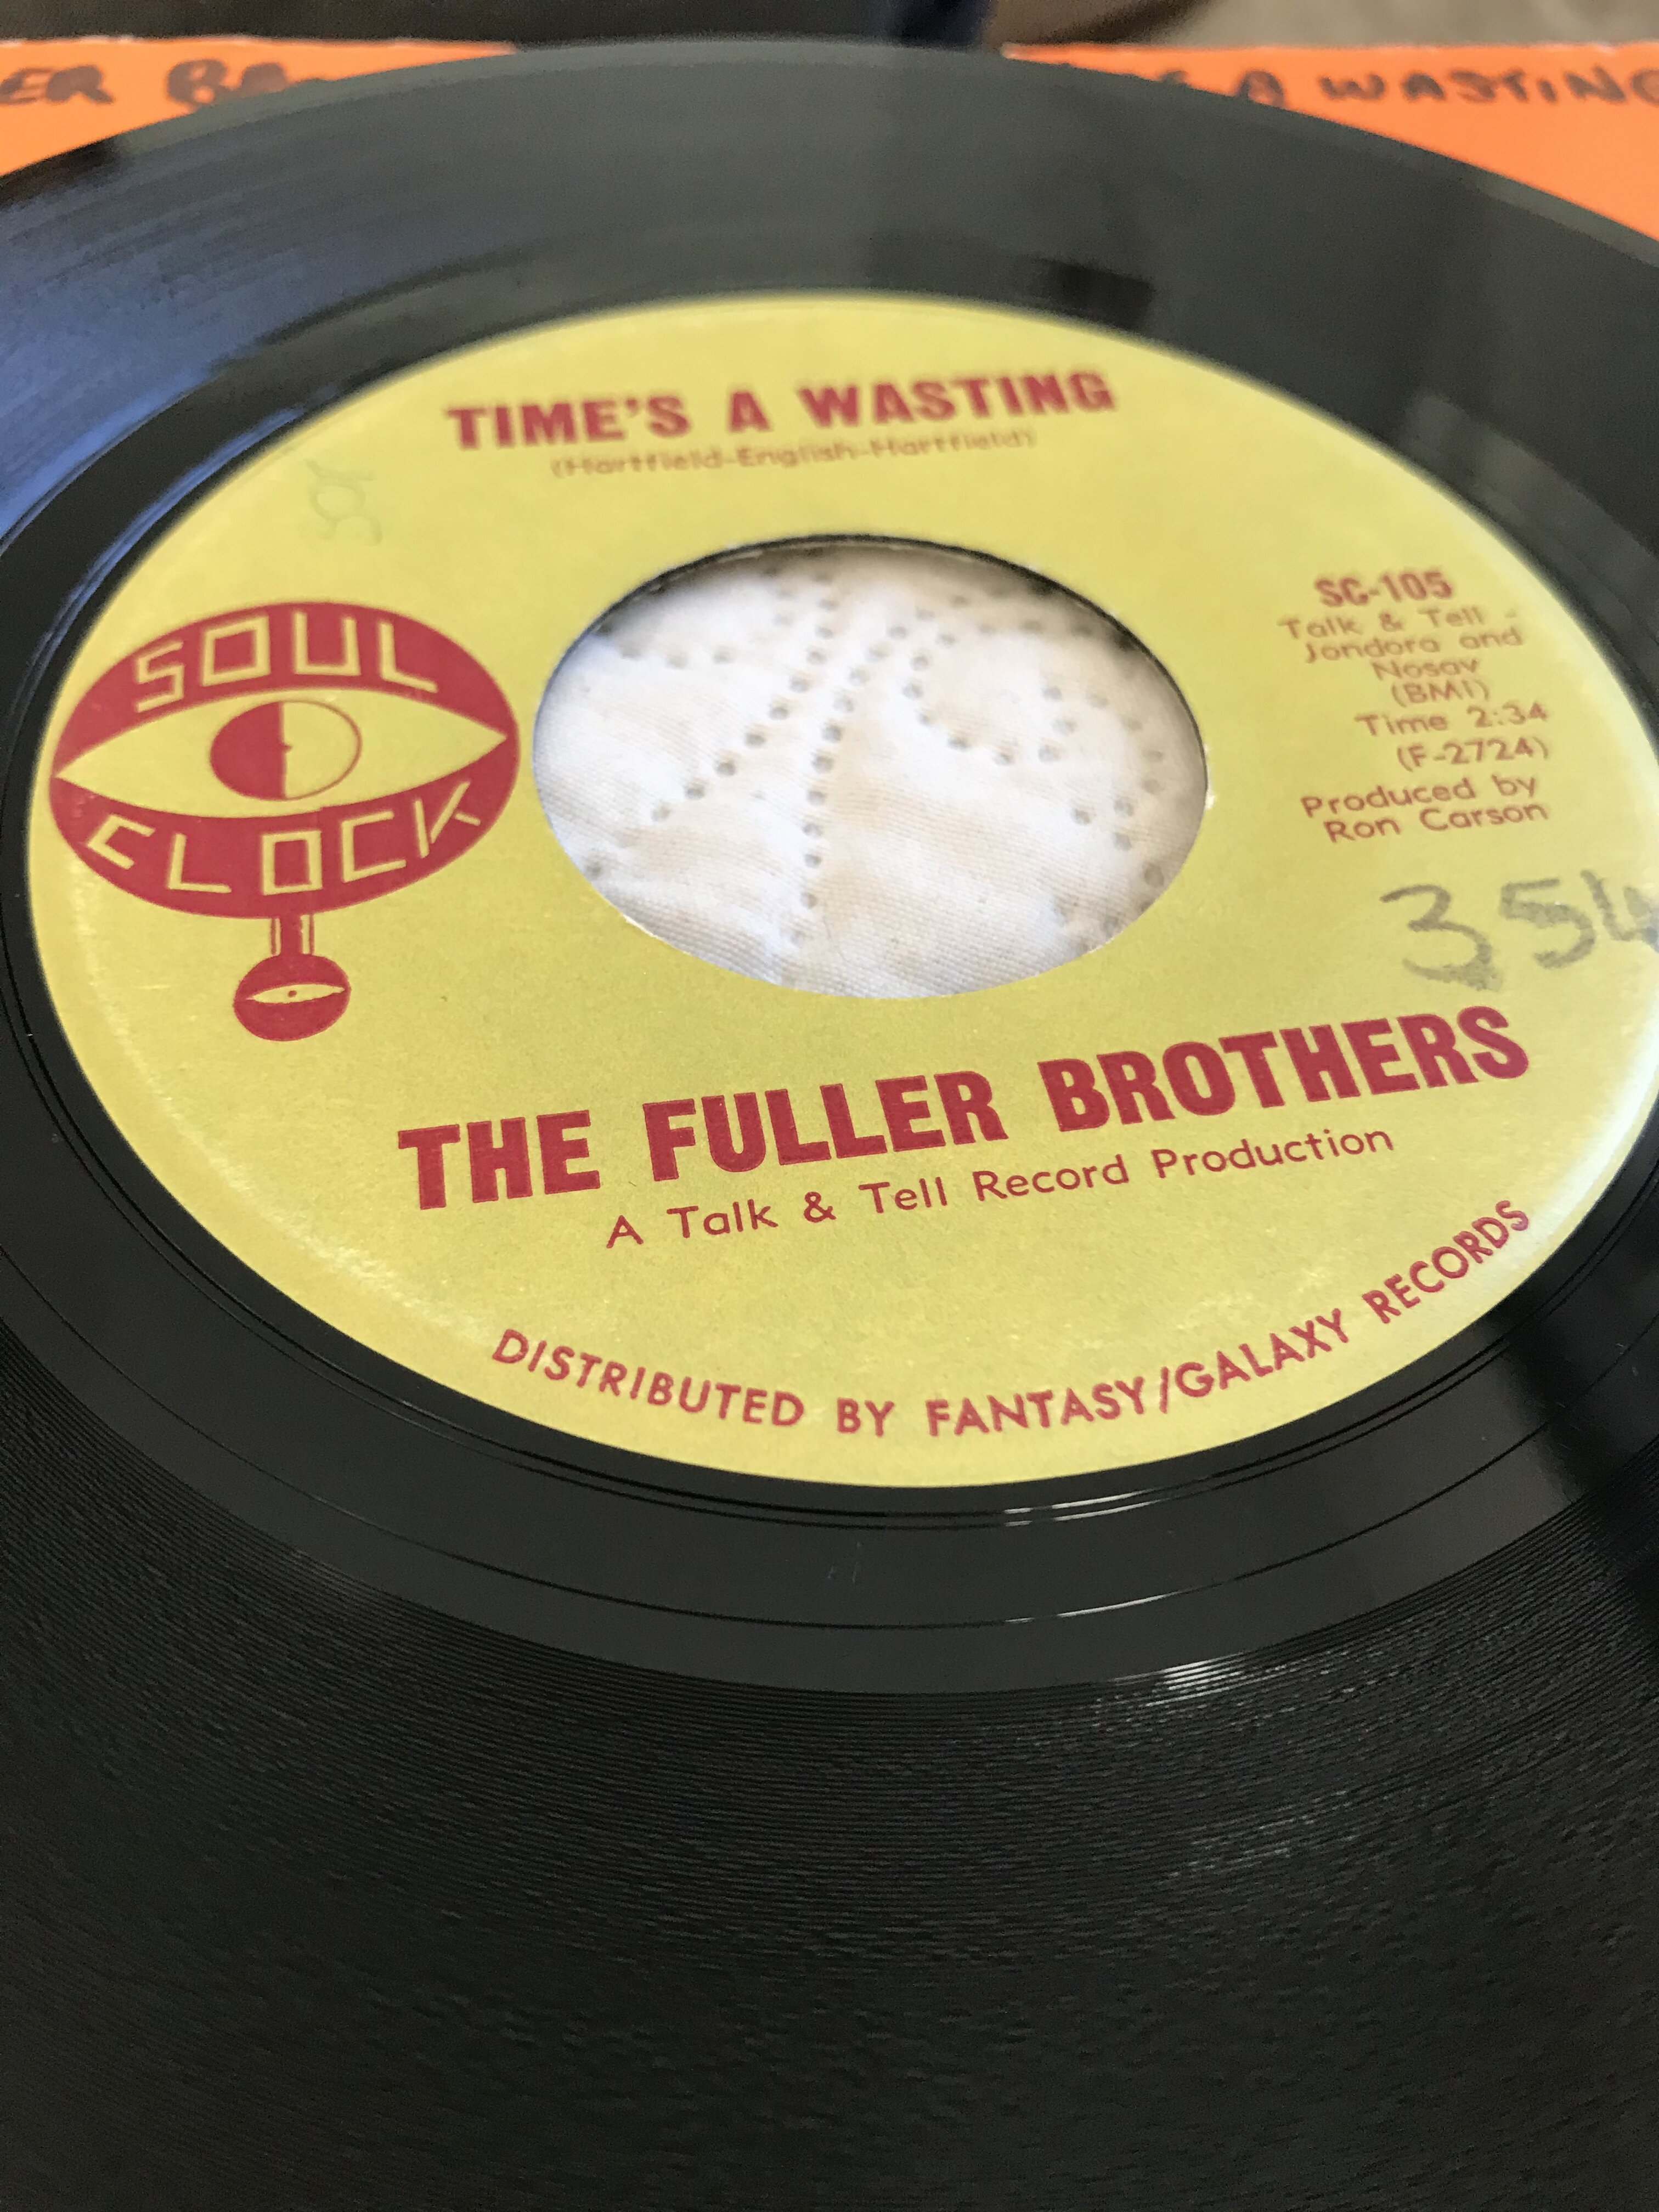 A WASTING
TIME'S A WASTING
(Hartfield-English-Hartfield)
SOUL
CLOCK
SC-105
Talk & Tell -
Jondora and
Nosav
(BMI)
Time 2:34
(F-2724)
Produced by
Ron Carson
354
THE FULLER BROTHERS
A Talk & Tell Record Production
DISTRIBUTED BY FANTASY/GALAXY RECORDS